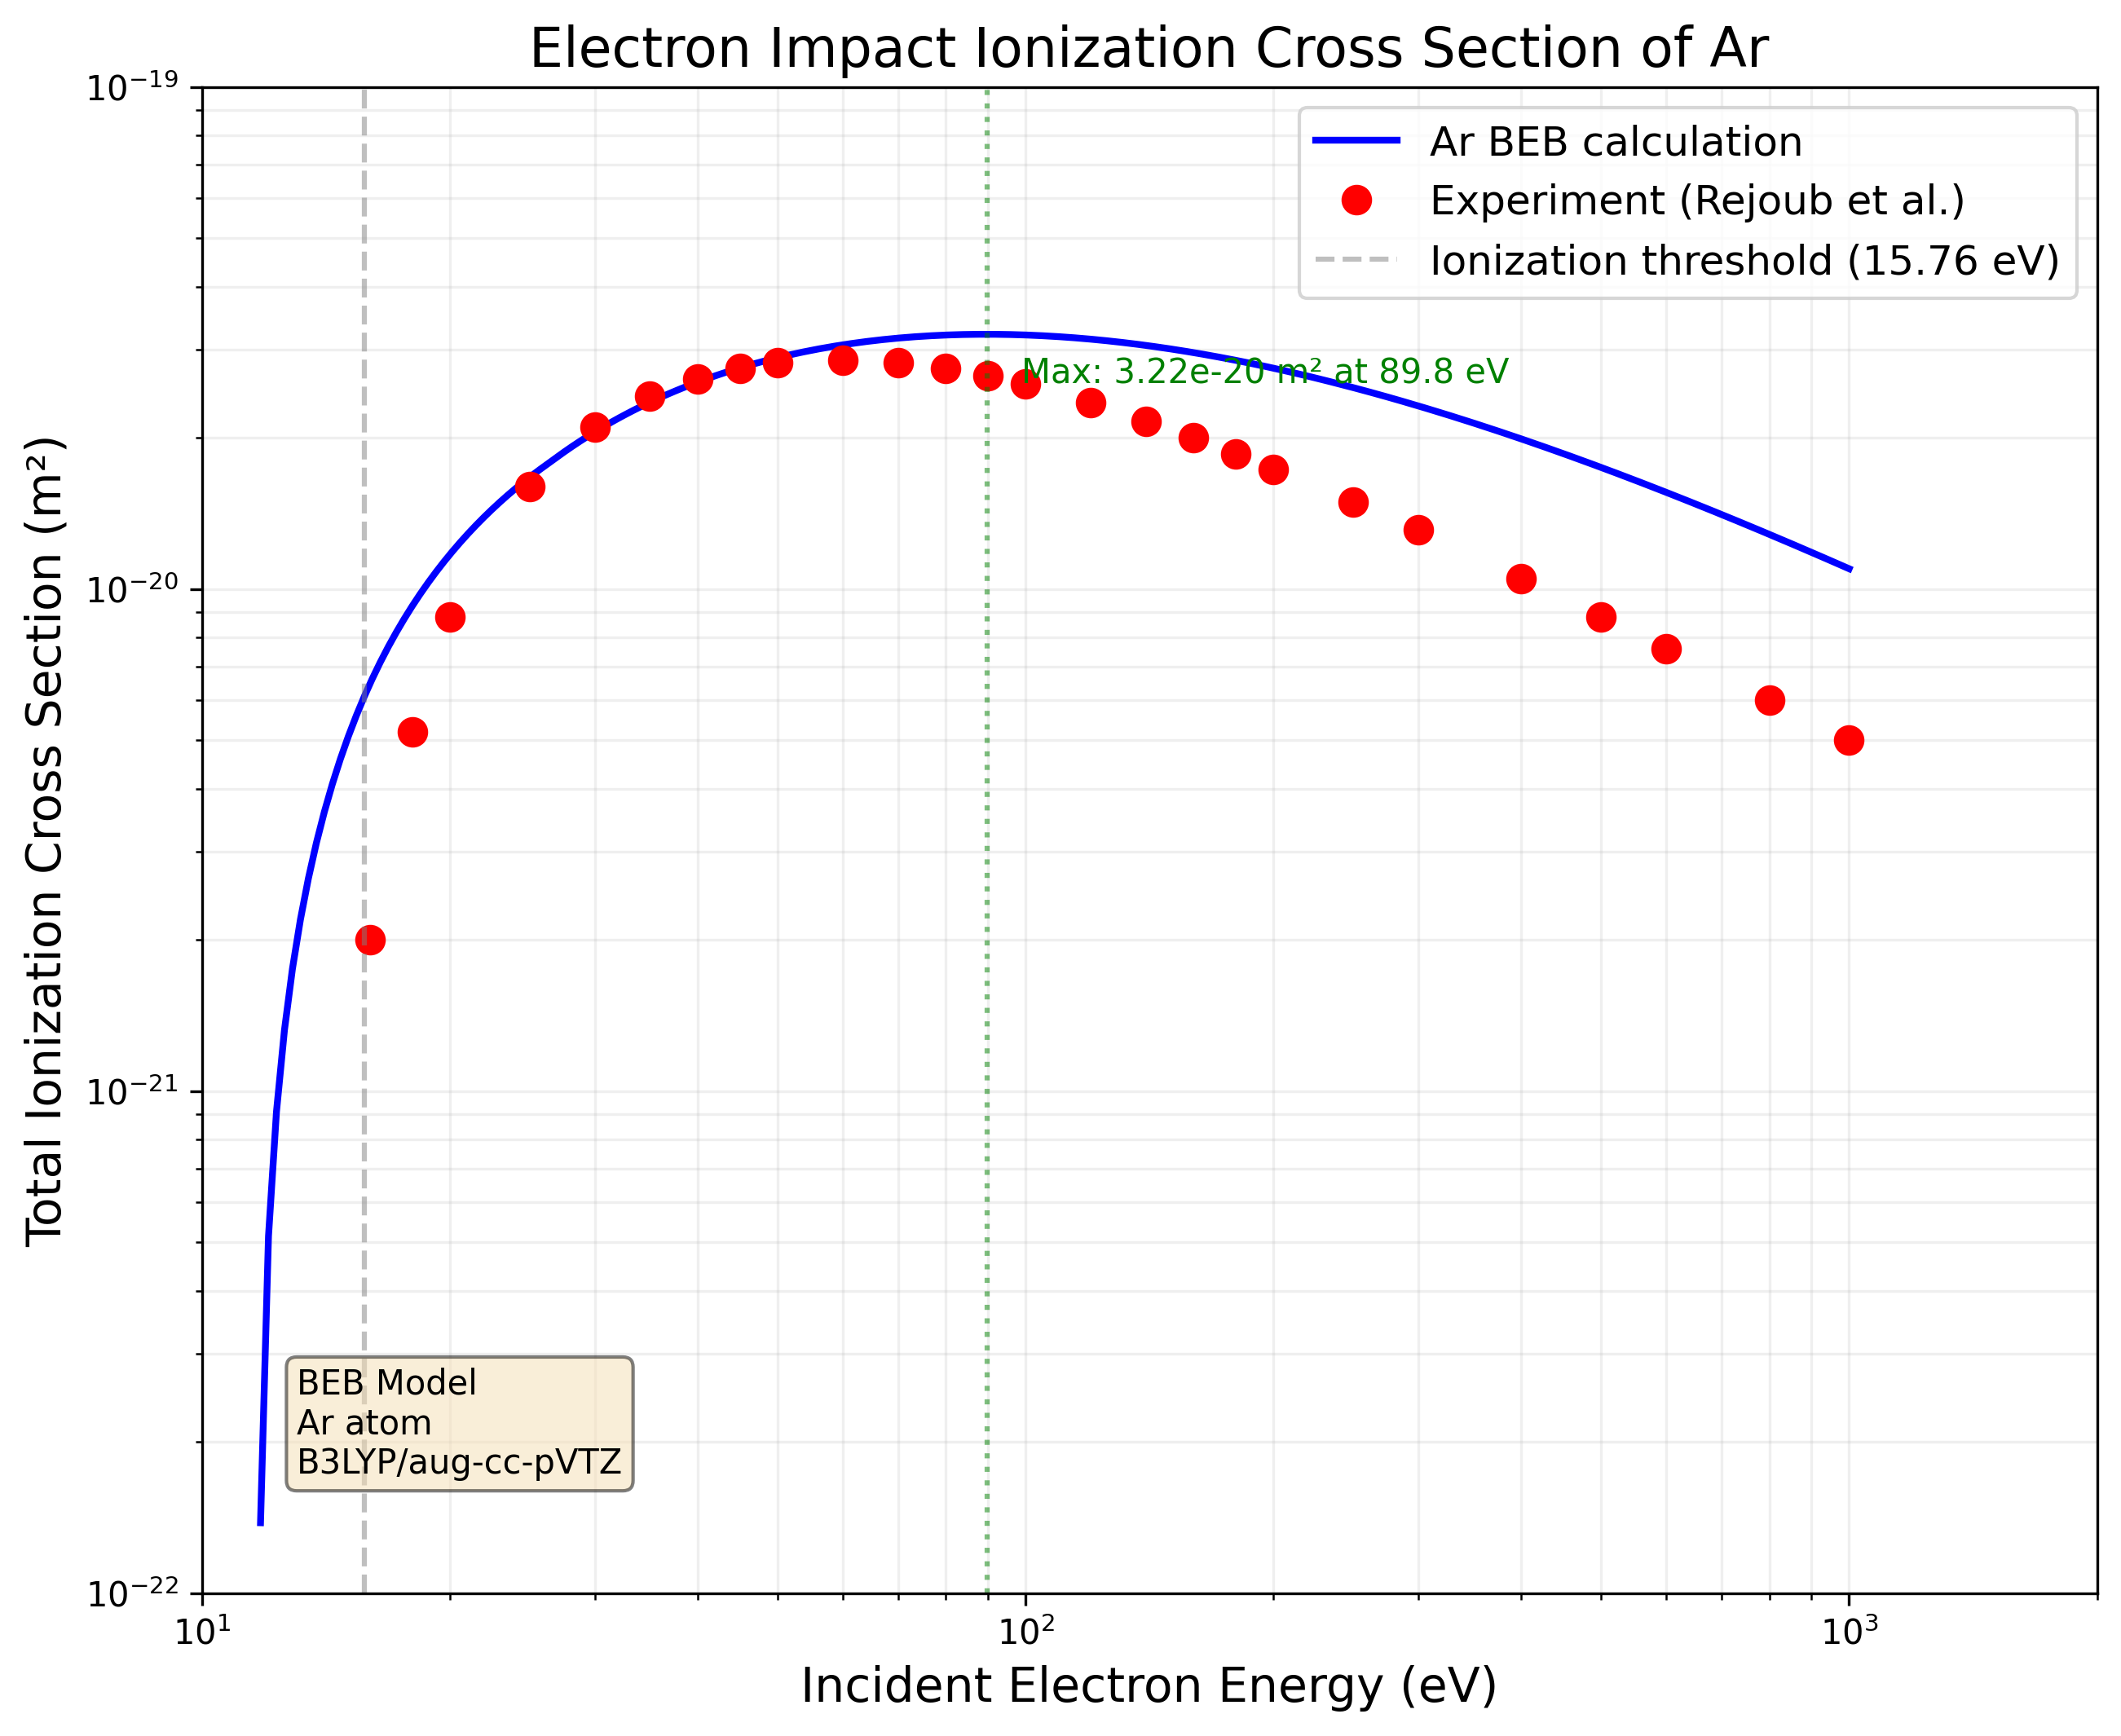 Electron Impact Ionization Cross Section of Ar
Total Ionization Cross Section (m²)
10⁻¹⁹
10⁻²⁰
10⁻²¹
10⁻²²
Ar BEB calculation
Experiment (Rejoub et al.)
Ionization threshold (15.76 eV)
Max: 3.22e-20 m² at 89.8 eV
BEB Model
Ar atom
B3LYP/aug-cc-pVTZ
10¹ 10² 10³
Incident Electron Energy (eV)